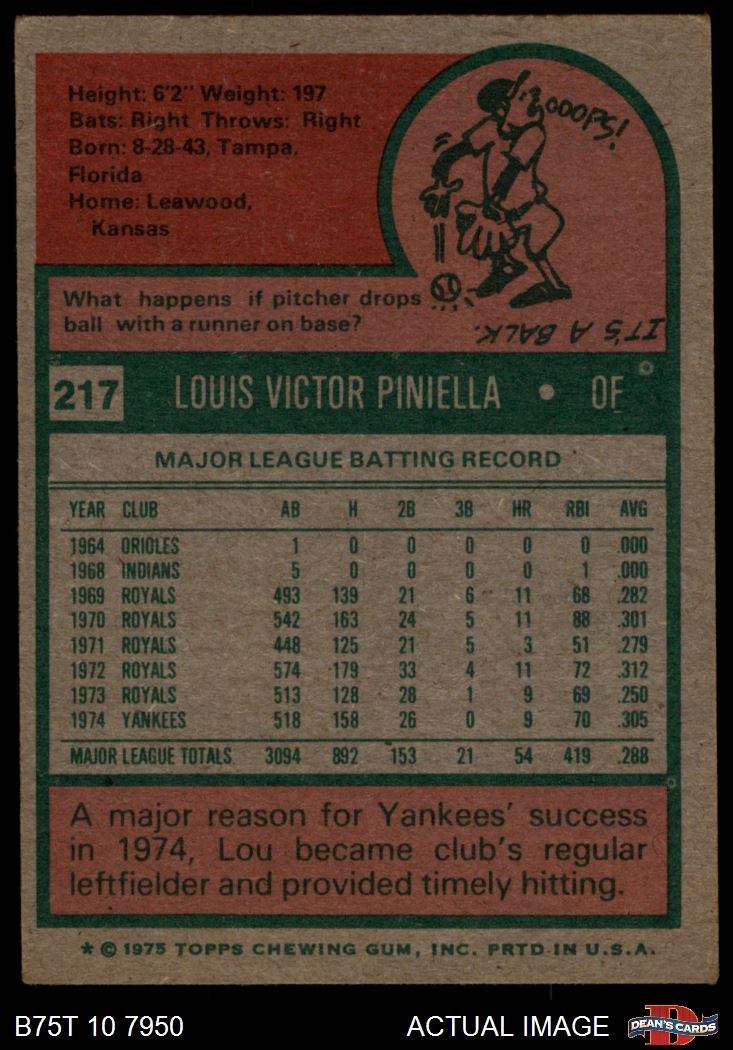 Height: 6'2" Weight: 197
Bats: Right Throws: Right
Born: 8-28-43, Tampa,
Florida
Home: Leawood,
Kansas
OOOPS!
What happens if pitcher drops
ball with a runner on base?
IT'S A BALK.
217 LOUIS VICTOR PINIELLA • OF
MAJOR LEAGUE BATTING RECORD
YEAR CLUB AB H 2B 3B HR RBI AVG
1964 ORIOLES 1 0 0 0 0 0 .000
1968 INDIANS 5 0 0 0 0 1 .000
1969 ROYALS 493 139 21 6 11 68 .282
1970 ROYALS 542 163 24 5 11 88 .301
1971 ROYALS 448 125 21 5 3 51 .279
1972 ROYALS 574 179 33 4 11 72 .312
1973 ROYALS 513 128 28 1 9 69 .250
1974 YANKEES 518 158 26 0 9 70 .305
MAJOR LEAGUE TOTALS 3094 892 153 21 54 419 .288
A major reason for Yankees' success
in 1974, Lou became club's regular
leftfielder and provided timely hitting.
* © 1975 TOPPS CHEWING GUM, INC. PRTD IN U.S.A.
B75T 10 7950 ACTUAL IMAGE D DEAN'S CARDS